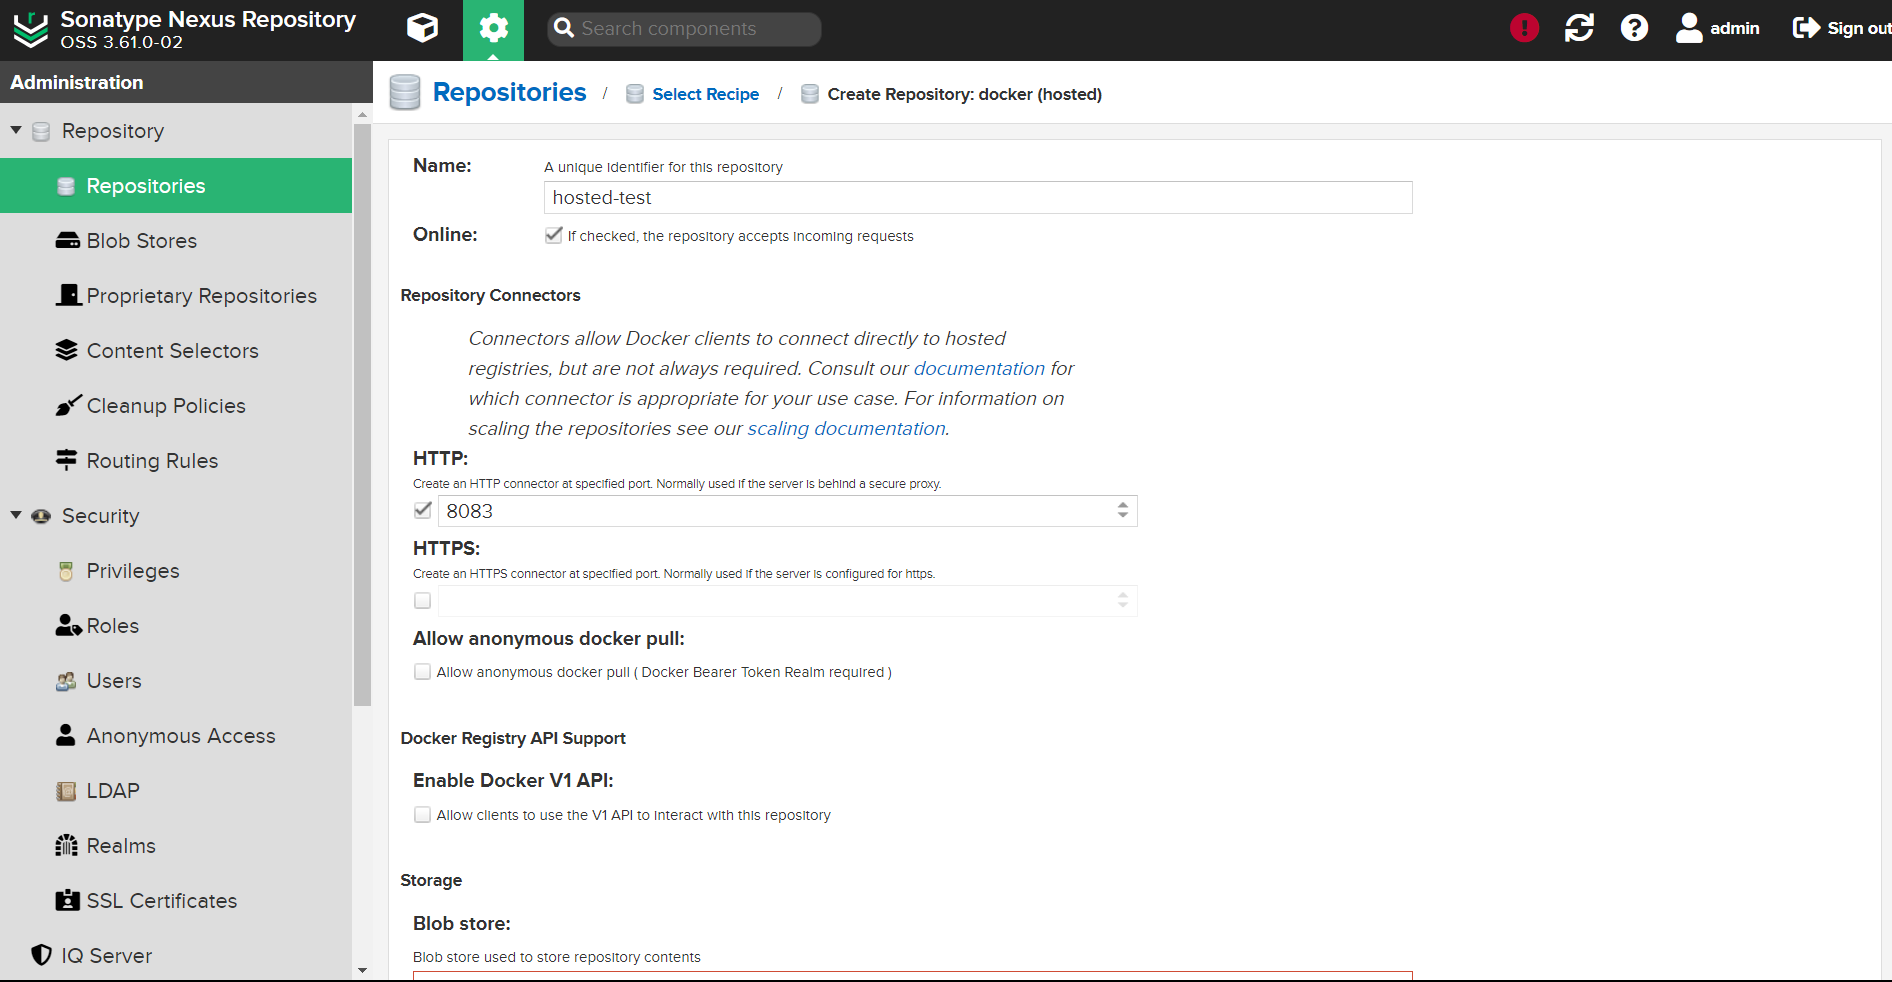 Sonatype Nexus Repository
OSS 3.61.0-02
Search components
admin
Sign out
Administration
Repository
Repositories
Blob Stores
Proprietary Repositories
Content Selectors
Cleanup Policies
Routing Rules
Security
Privileges
Roles
Users
Anonymous Access
LDAP
Realms
SSL Certificates
IQ Server
Repositories / Select Recipe / Create Repository: docker (hosted)
Name: A unique identifier for this repository
hosted-test
Online: If checked, the repository accepts incoming requests
Repository Connectors
Connectors allow Docker clients to connect directly to hosted
registries, but are not always required. Consult our documentation for
which connector is appropriate for your use case. For information on
scaling the repositories see our scaling documentation.
HTTP:
Create an HTTP connector at specified port. Normally used if the server is behind a secure proxy.
8083
HTTPS:
Create an HTTPS connector at specified port. Normally used if the server is configured for https.
Allow anonymous docker pull:
Allow anonymous docker pull ( Docker Bearer Token Realm required )
Docker Registry API Support
Enable Docker V1 API:
Allow clients to use the V1 API to interact with this repository
Storage
Blob store:
Blob store used to store repository contents